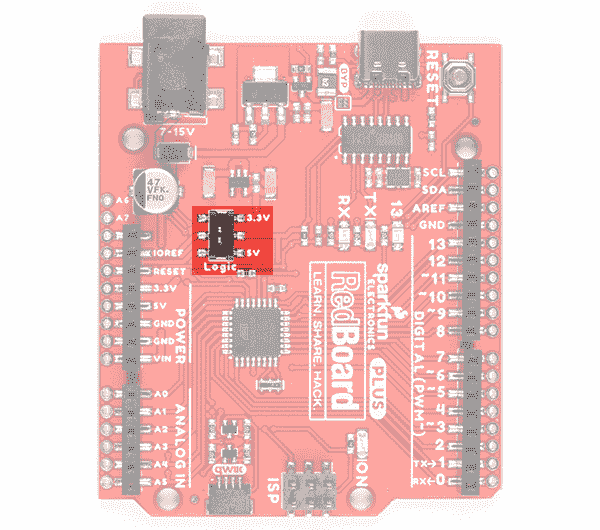 7-15V
47
VFK.
FNG
A6
A7
IOREF
RESET
3.3V
5V
GND
GND
VIN
POWER
A0
A1
A2
A3
A4
A5
ANALOG IN
3.3V
5V
Logic
BYP
RESET
RX
TX
13
SCL
SDA
AREF
GND
13
12
~11
~10
~9
8
7
~6
~5
4
~3
2
TX→1
RX←0
DIGITAL (PWM~)
sparkfun
ELECTRONICS
RedBoard
PLUS
LEARN. SHARE. HACK.
QWIIC
ISP
ON